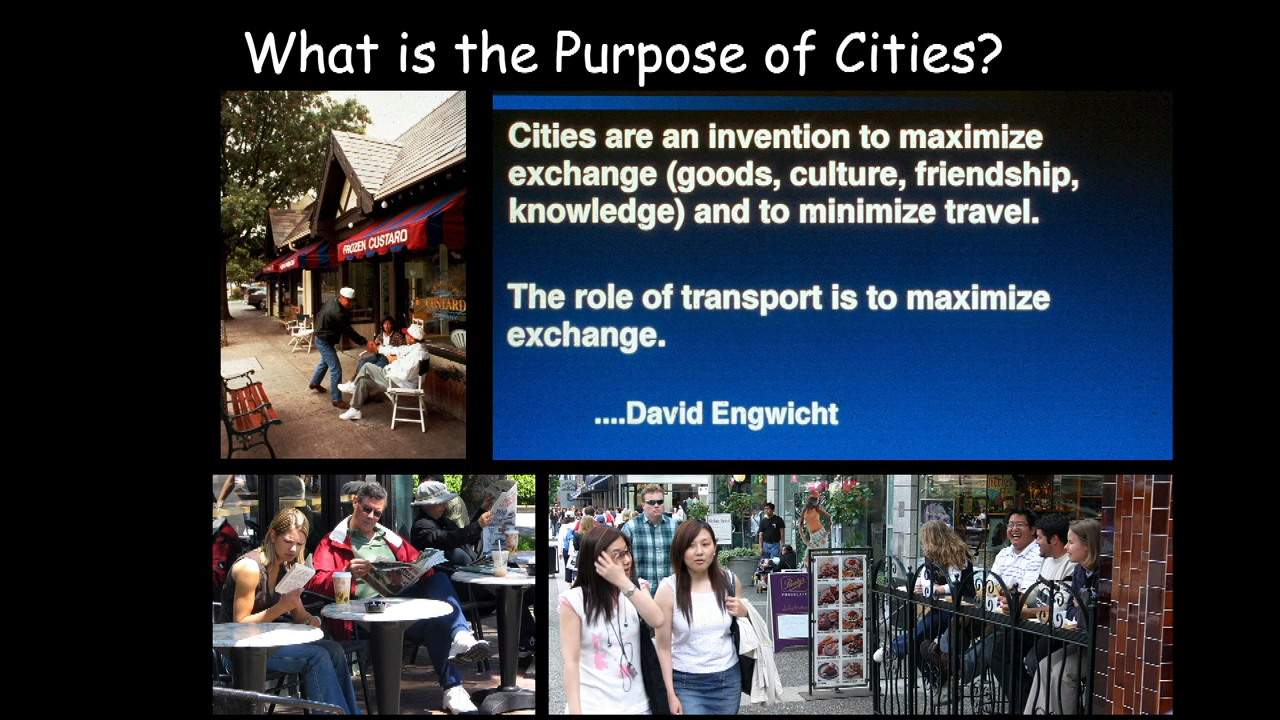 What is the Purpose of Cities?
FROZEN CUSTARD
CUSTARD
Cities are an invention to maximize
exchange (goods, culture, friendship,
knowledge) and to minimize travel.
The role of transport is to maximize
exchange.
....David Engwicht